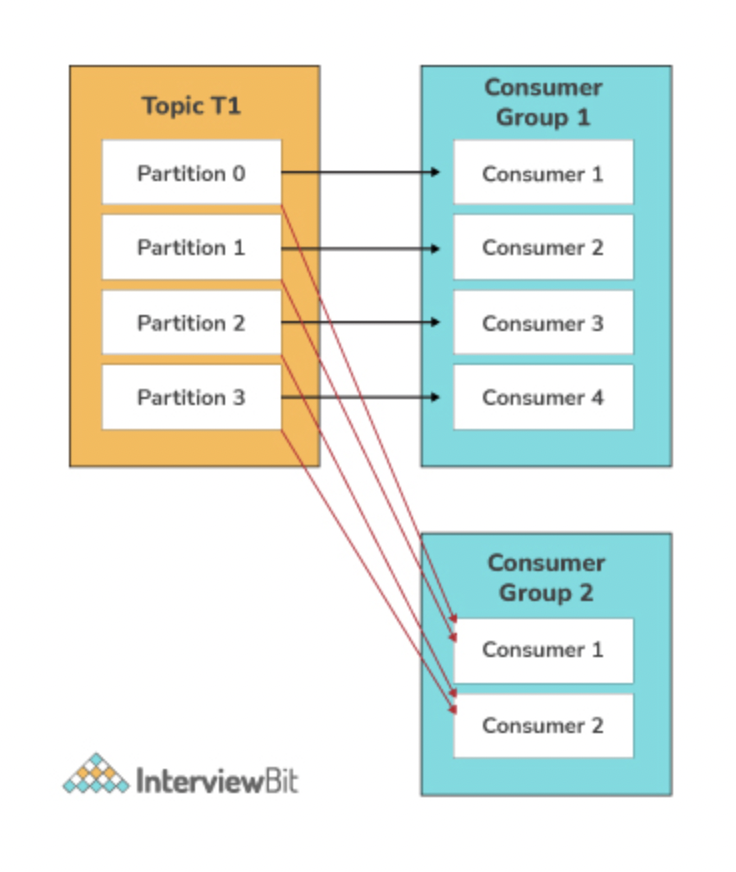 Topic T1
Partition 0
Partition 1
Partition 2
Partition 3
Consumer
Group 1
Consumer 1
Consumer 2
Consumer 3
Consumer 4
Consumer
Group 2
Consumer 1
Consumer 2
InterviewBit